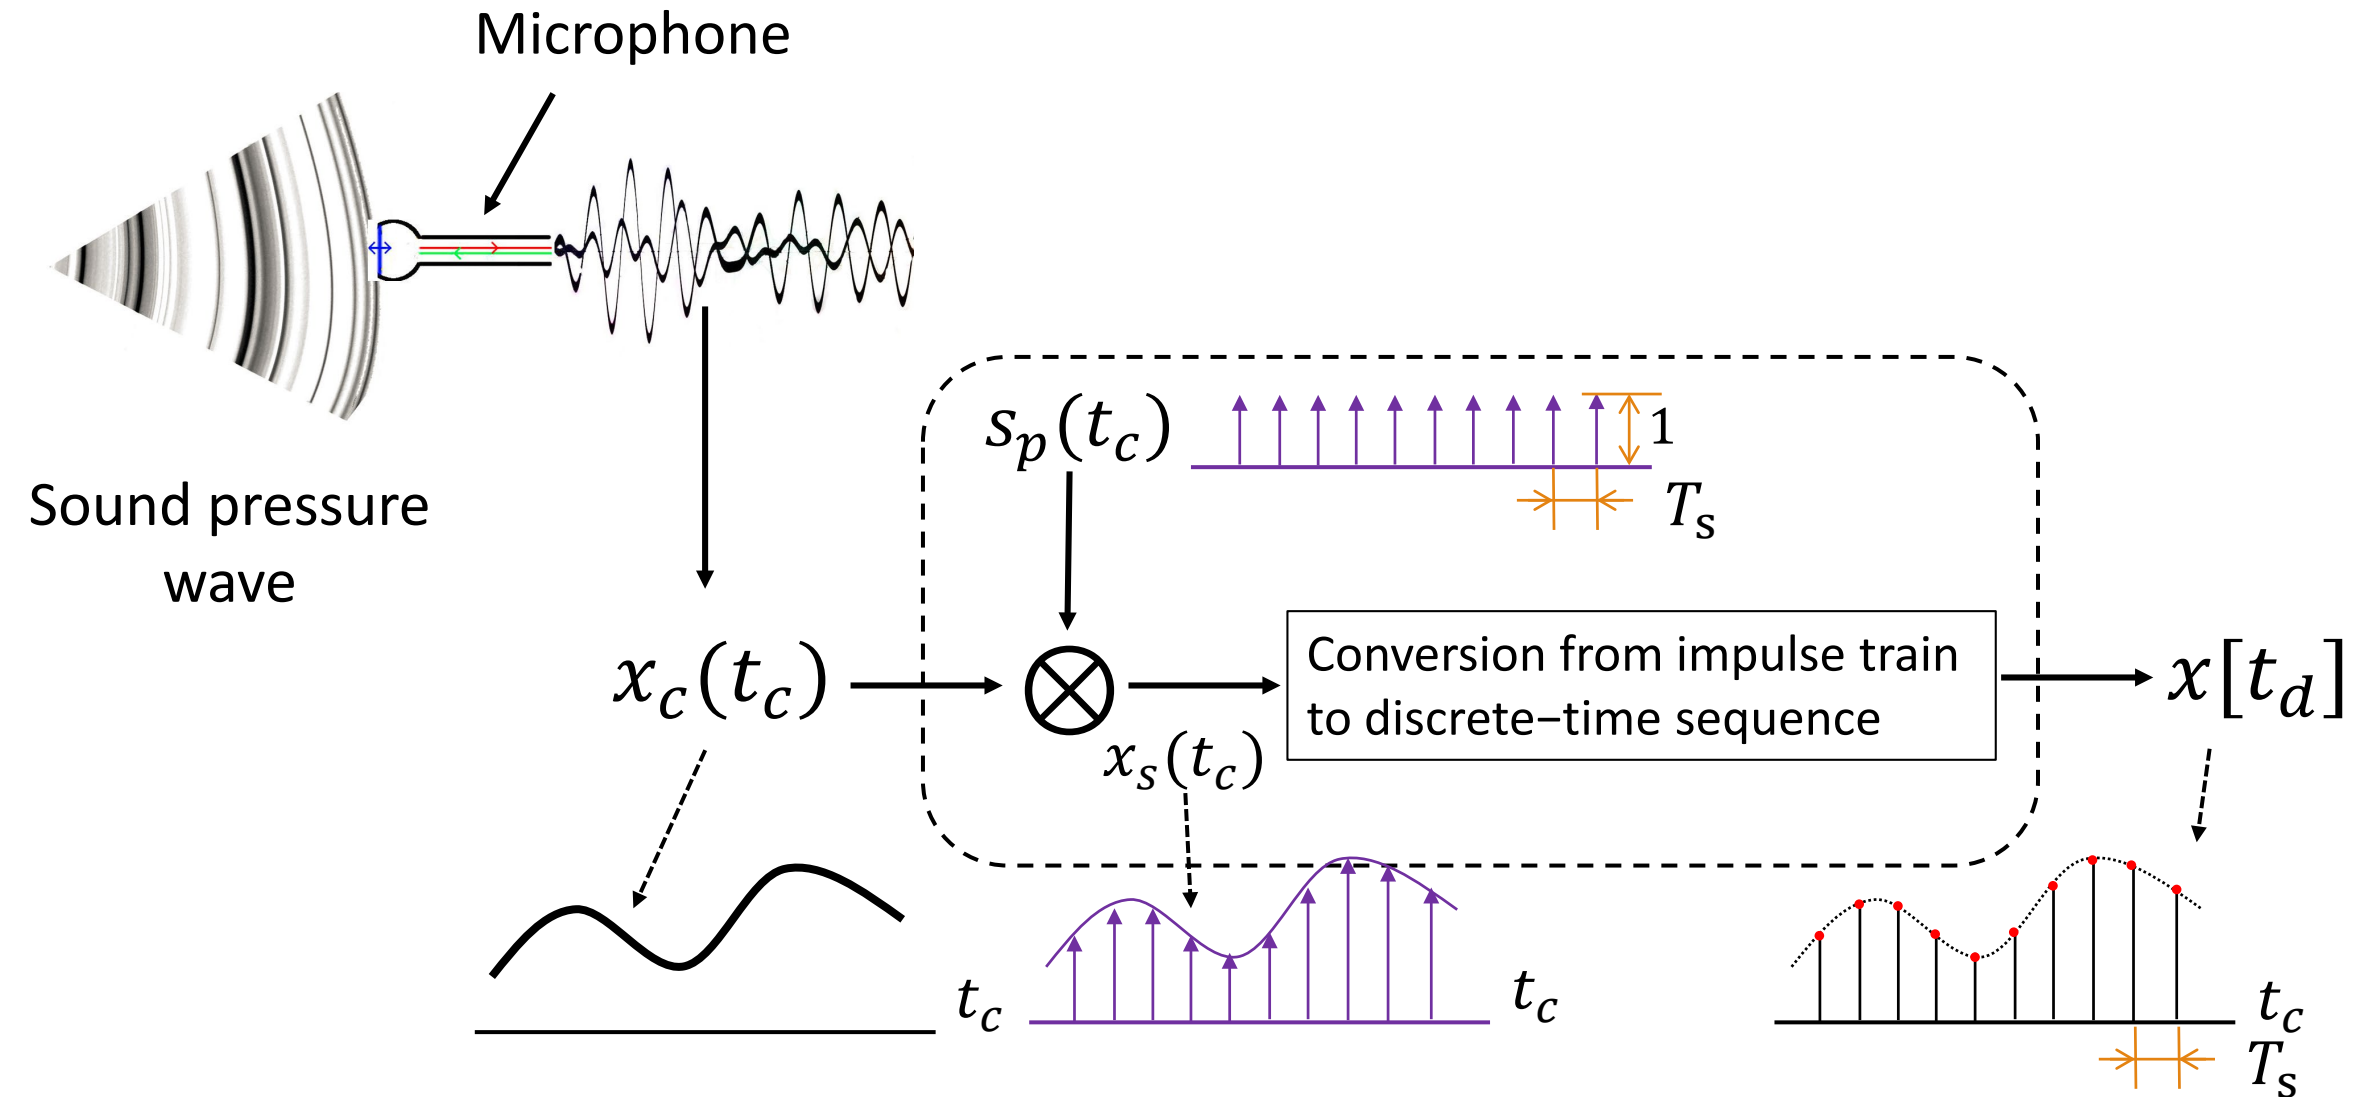 Microphone
Sound pressure
wave
s_p(t_c)
1
T_s
x_c(t_c)
Conversion from impulse train
to discrete−time sequence
x[t_d]
x_s(t_c)
t_c
t_c
t_c
T_s